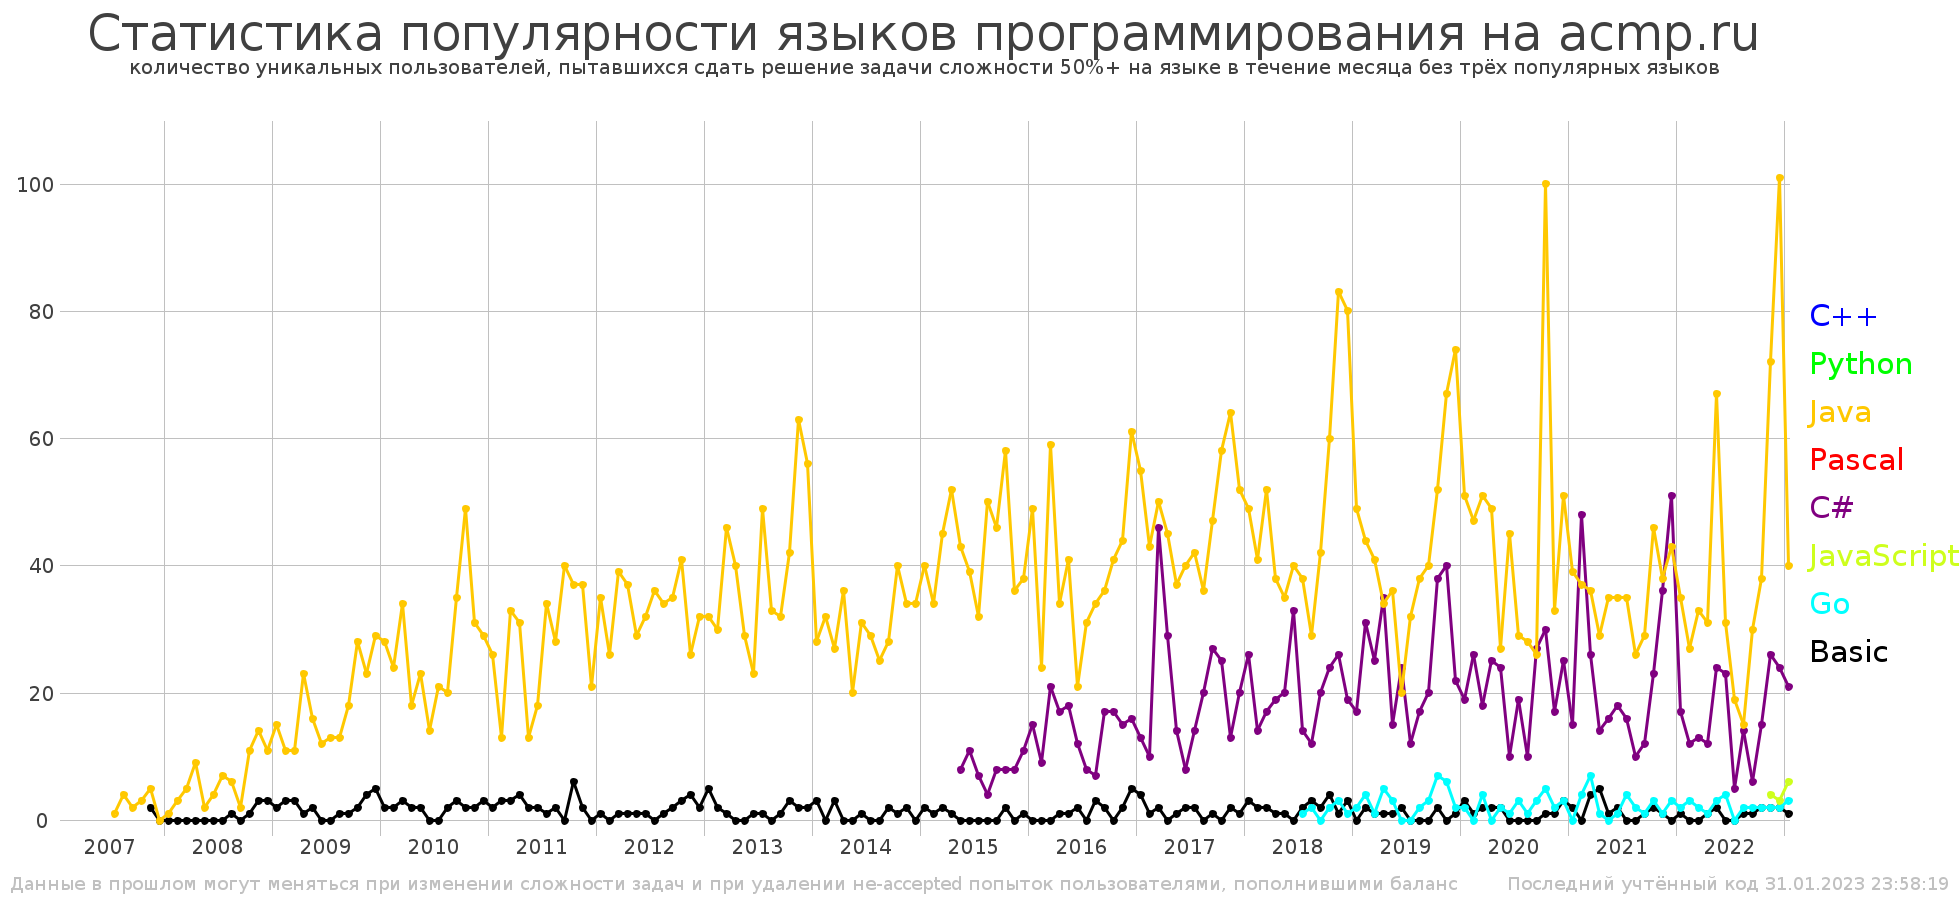 Статистика популярности языков программирования на acmp.ru
количество уникальных пользователей, пытавшихся сдать решение задачи сложности 50%+ на языке в течение месяца без трёх популярных языков
100
80
60
40
20
0
C++
Python
Java
Pascal
C#
JavaScript
Go
Basic
2007 2008 2009 2010 2011 2012 2013 2014 2015 2016 2017 2018 2019 2020 2021 2022
Данные в прошлом могут меняться при изменении сложности задач и при удалении не-accepted попыток пользователями, пополнившими баланс Последний учтённый код 31.01.2023 23:58:19